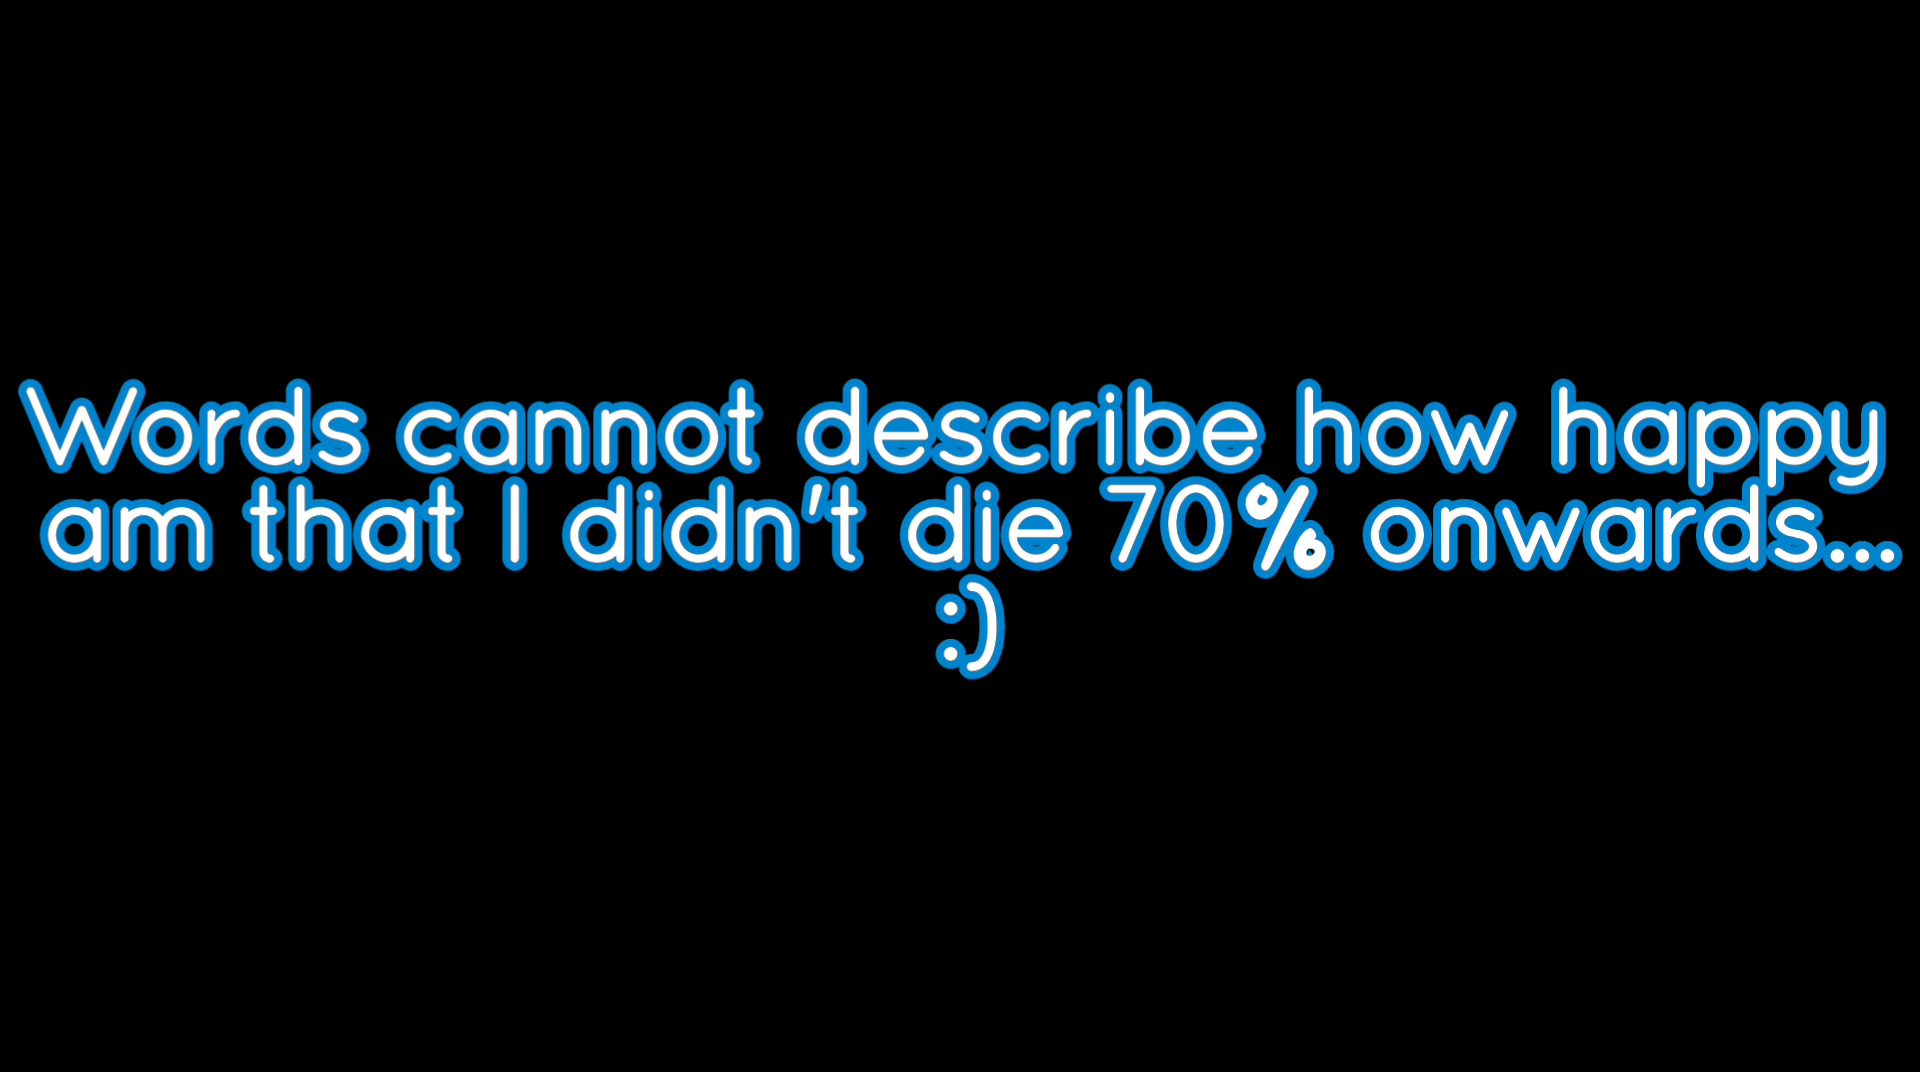 Words cannot describe how happy
am that I didn't die 70% onwards...
:)